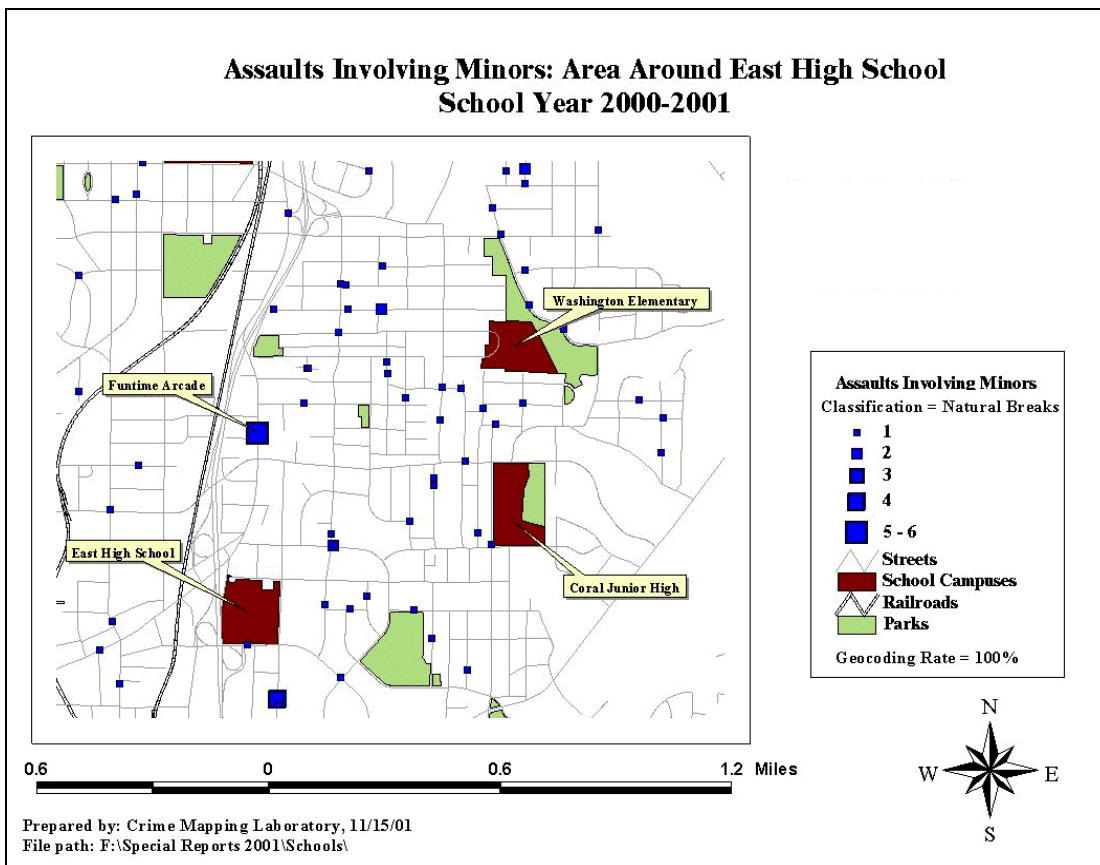 Assaults Involving Minors: Area Around East High School
School Year 2000-2001
Washington Elementary
Funtime Arcade
East High School
Coral Junior High
Assaults Involving Minors
Classification = Natural Breaks
1
2
3
4
5 - 6
Streets
School Campuses
Railroads
Parks
Geocoding Rate = 100%
N
W E
S
0.6 0 0.6 1.2 Miles
Prepared by: Crime Mapping Laboratory, 11/15/01
File path: F:\Special Reports 2001\Schools\